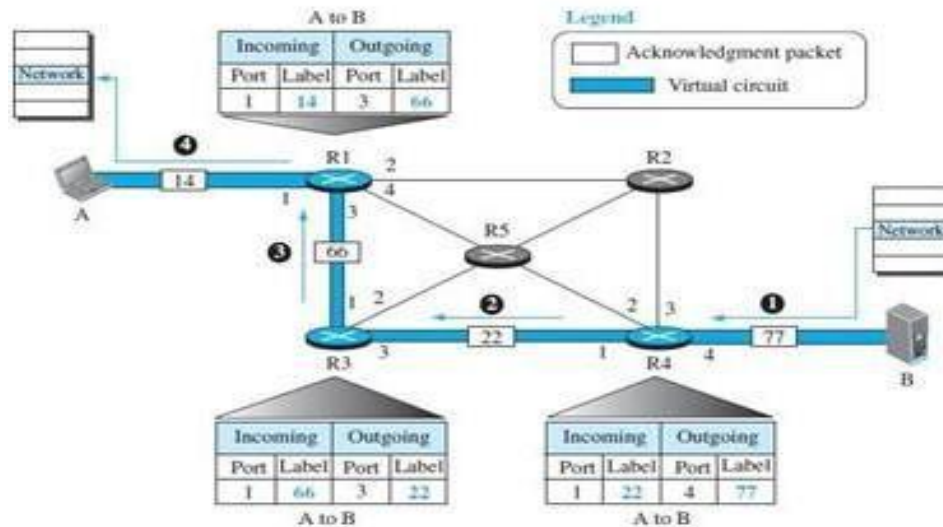 A to B
Incoming Outgoing
Port Label Port Label
1 14 3 66
Legend
Acknowledgment packet
Virtual circuit
Network
4
R1
2
R2
14
1
4
A
3
Network
R5
3
66
1
2
2
2
3
1
R3
3
22
1
R4
4
77
B
Incoming Outgoing
Port Label Port Label
1 66 3 22
A to B
Incoming Outgoing
Port Label Port Label
1 22 4 77
A to B